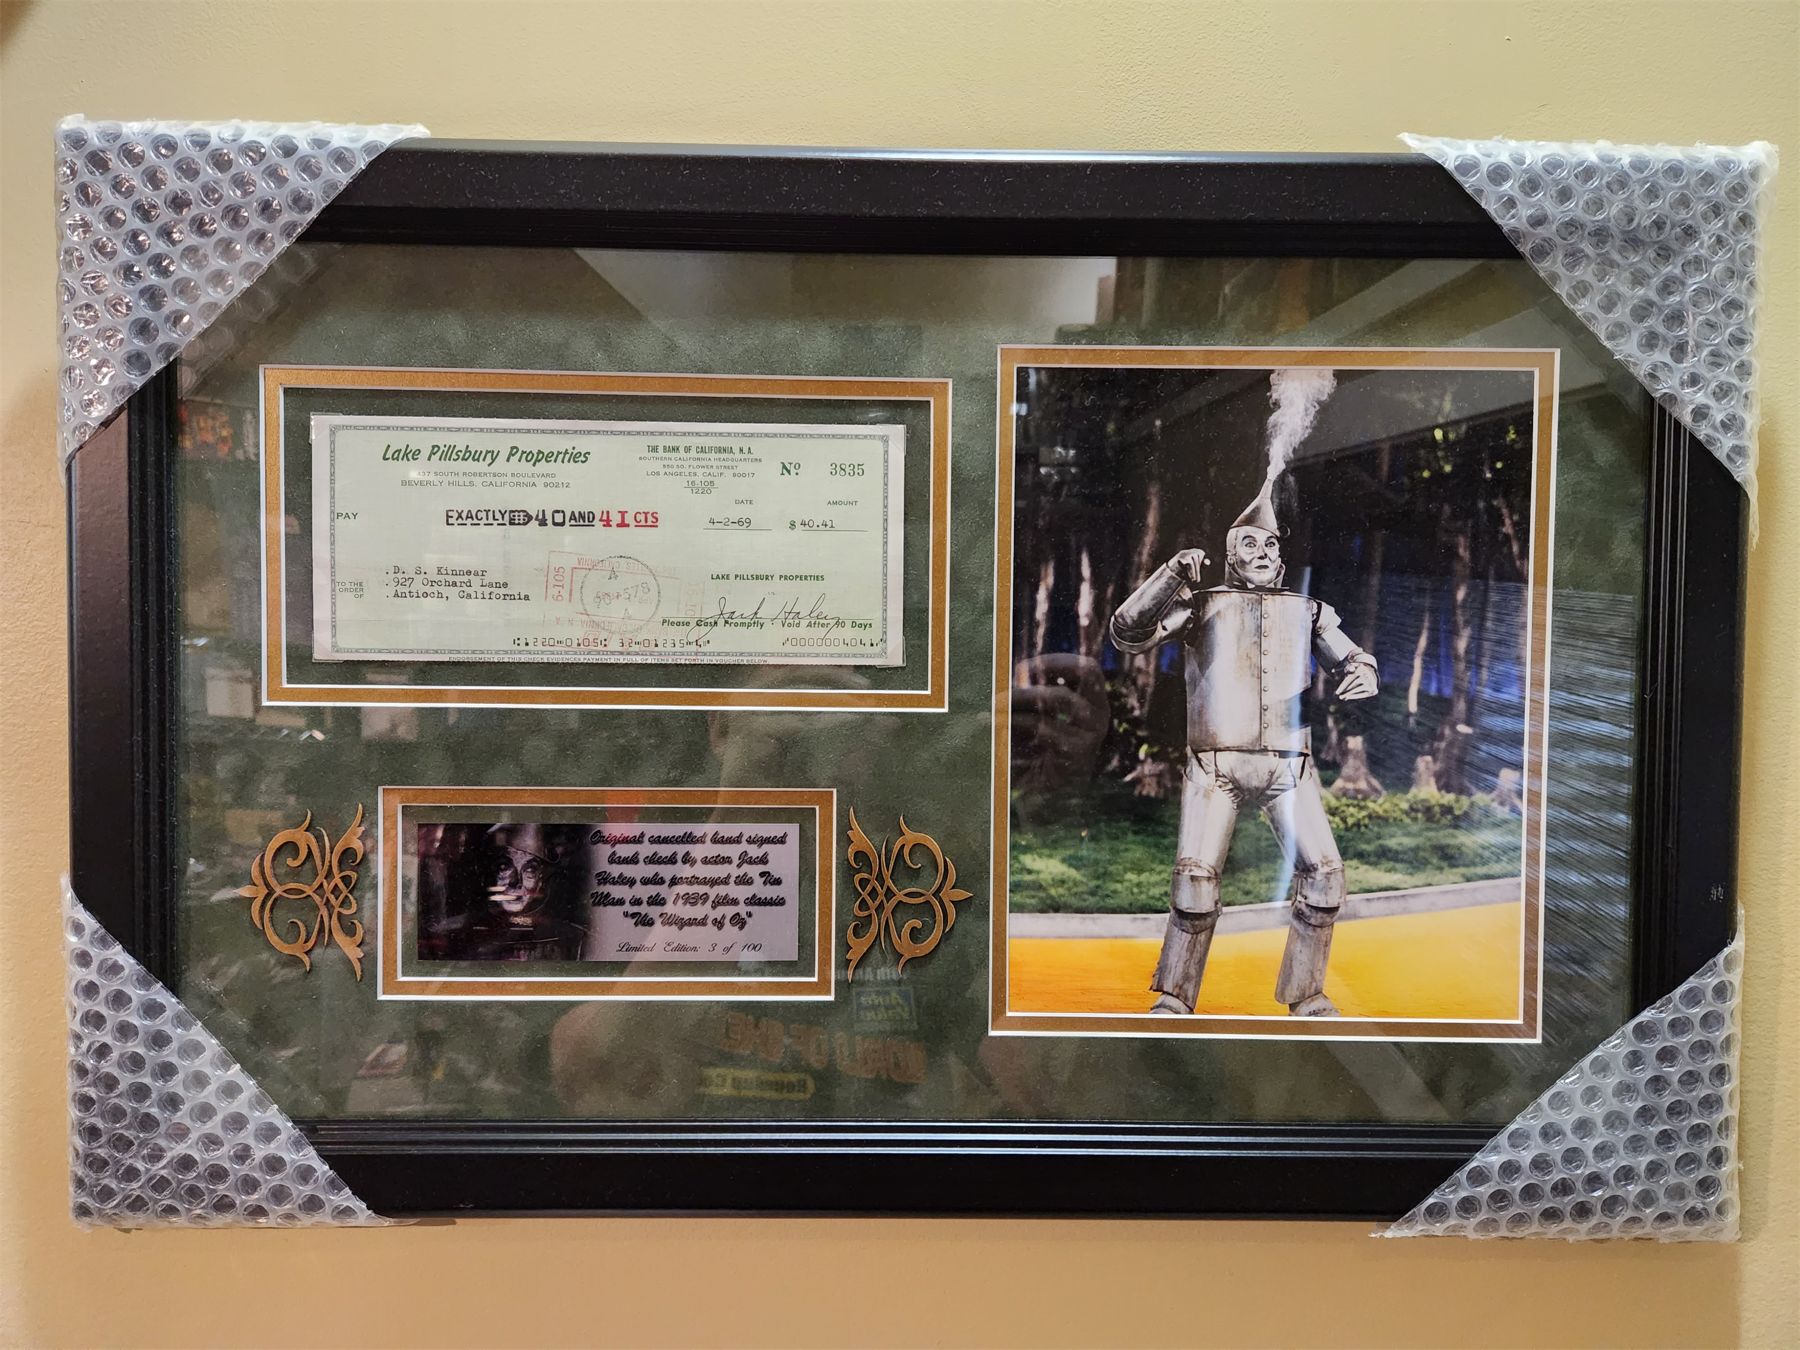 Lake Pillsbury Properties
437 SOUTH ROBERTSON BOULEVARD
BEVERLY HILLS, CALIFORNIA 90212
THE BANK OF CALIFORNIA, N. A.
SOUTHERN CALIFORNIA HEADQUARTERS
550 SO. FLOWER STREET
LOS ANGELES, CALIF. 90017
16-105
1220
Nº 3835
DATE
AMOUNT
PAY
EXACTLY 40 AND 41 CTS
4-2-69
$ 40.41
TO THE
ORDER
OF
. D. S. Kinnear
. 927 Orchard Lane
. Antioch, California
6-105
LAKE PILLSBURY PROPERTIES
Jack Haley
Please Cash Promptly - Void After 90 Days
ENDORSEMENT OF THIS CHECK EVIDENCES PAYMENT IN FULL OF ITEMS SET FORTH IN VOUCHER BELOW.
Original cancelled hand signed
bank check by actor Jack
Haley who portrayed the Tin
Man in the 1939 film classic
"The Wizard of Oz"
Limited Edition: 3 of 100